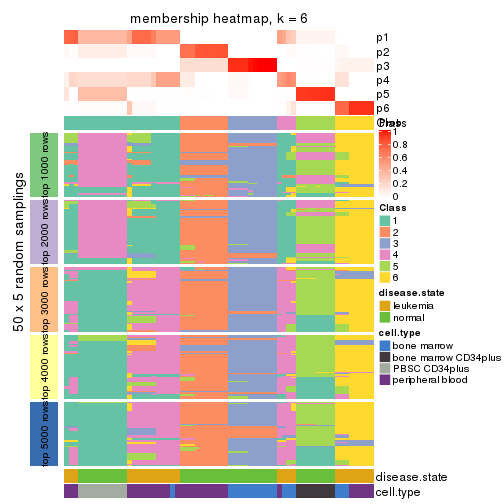 membership heatmap, k = 6
p1
p2
p3
p4
p5
p6
Class
Prob
1
0.8
0.6
0.4
0.2
0
Class
1
2
3
4
5
6
disease.state
leukemia
normal
cell.type
bone marrow
bone marrow CD34plus
PBSC CD34plus
peripheral blood
50 x 5 random samplings
top 1000 rows
top 2000 rows
top 3000 rows
top 4000 rows
top 5000 rows
disease.state
cell.type